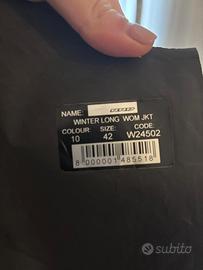 NAME:
WINTER LONG WOM JKT
COLOUR: SIZE: CODE:
10 42 W24502
8 000001 485518
subito